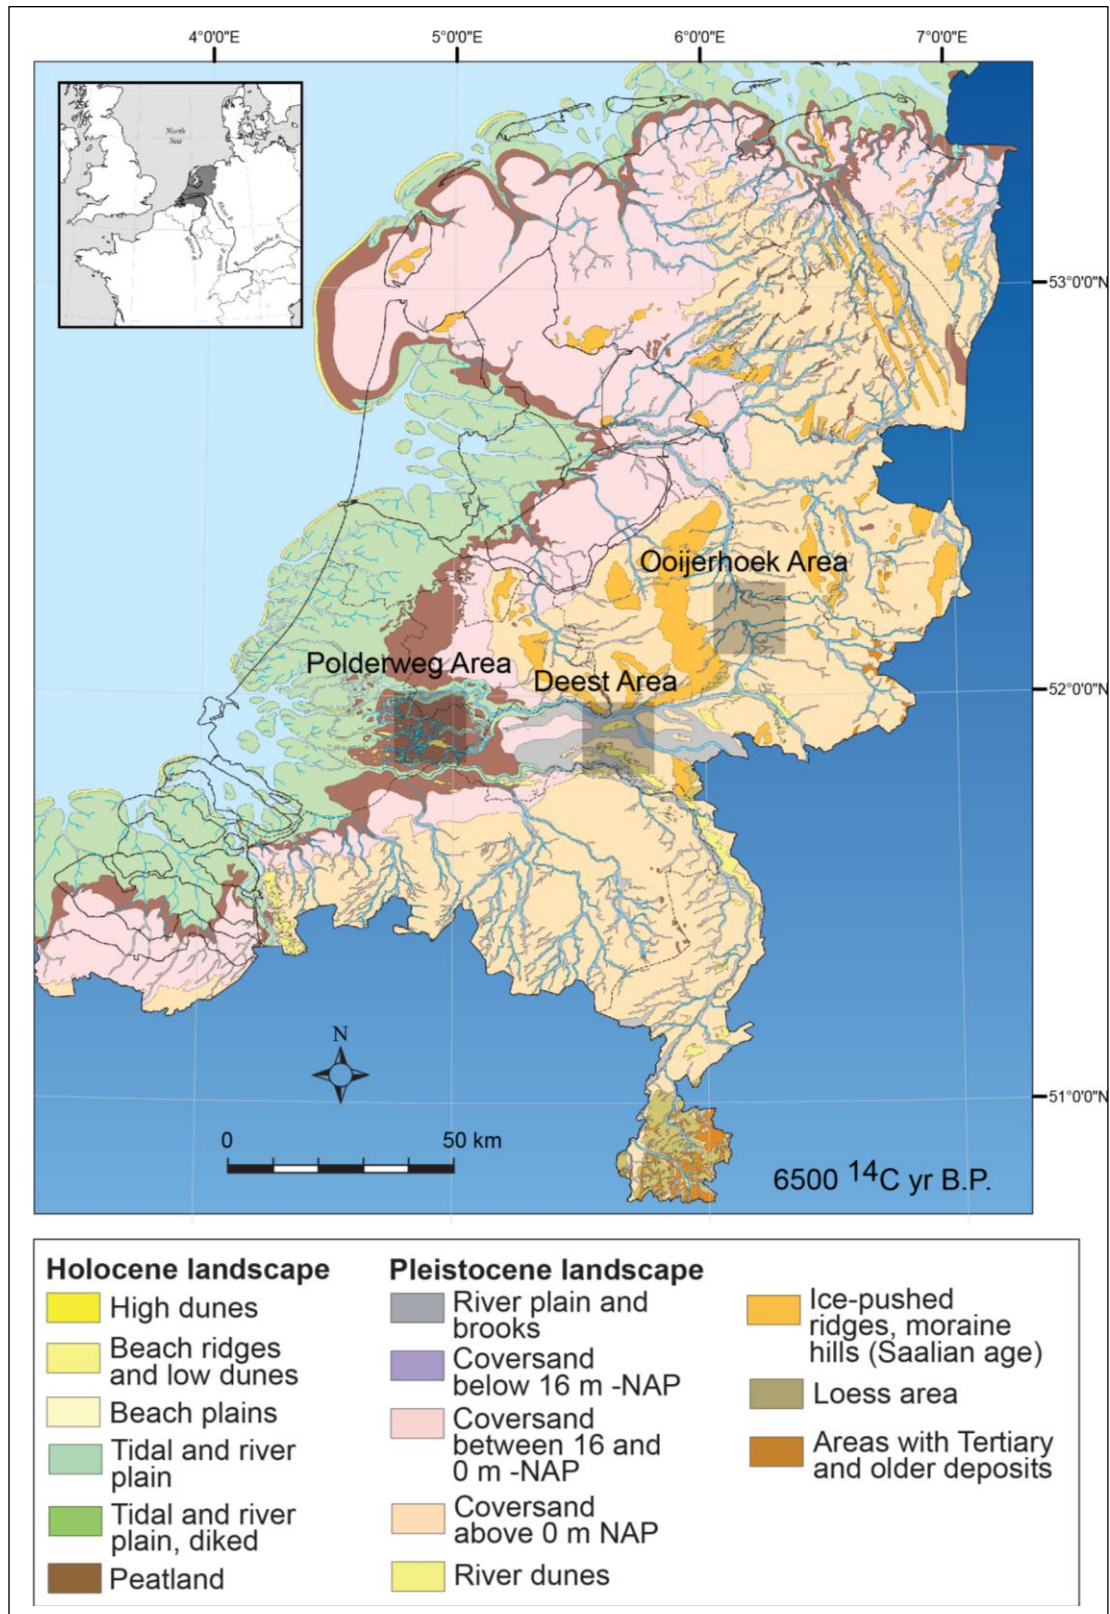 4°0'0"E
5°0'0"E
6°0'0"E
7°0'0"E
North
Sea
Rhine R.
Danube R.
53°0'0"N
Ooijerhoek Area
Polderweg Area
Deest Area
52°0'0"N
N
51°0'0"N
0
50 km
6500 14C yr B.P.
Holocene landscape
High dunes
Beach ridges
and low dunes
Beach plains
Tidal and river
plain
Tidal and river
plain, diked
Peatland
Pleistocene landscape
River plain and
brooks
Coversand
below 16 m -NAP
Coversand
between 16 and
0 m -NAP
Coversand
above 0 m NAP
River dunes
Ice-pushed
ridges, moraine
hills (Saalian age)
Loess area
Areas with Tertiary
and older deposits